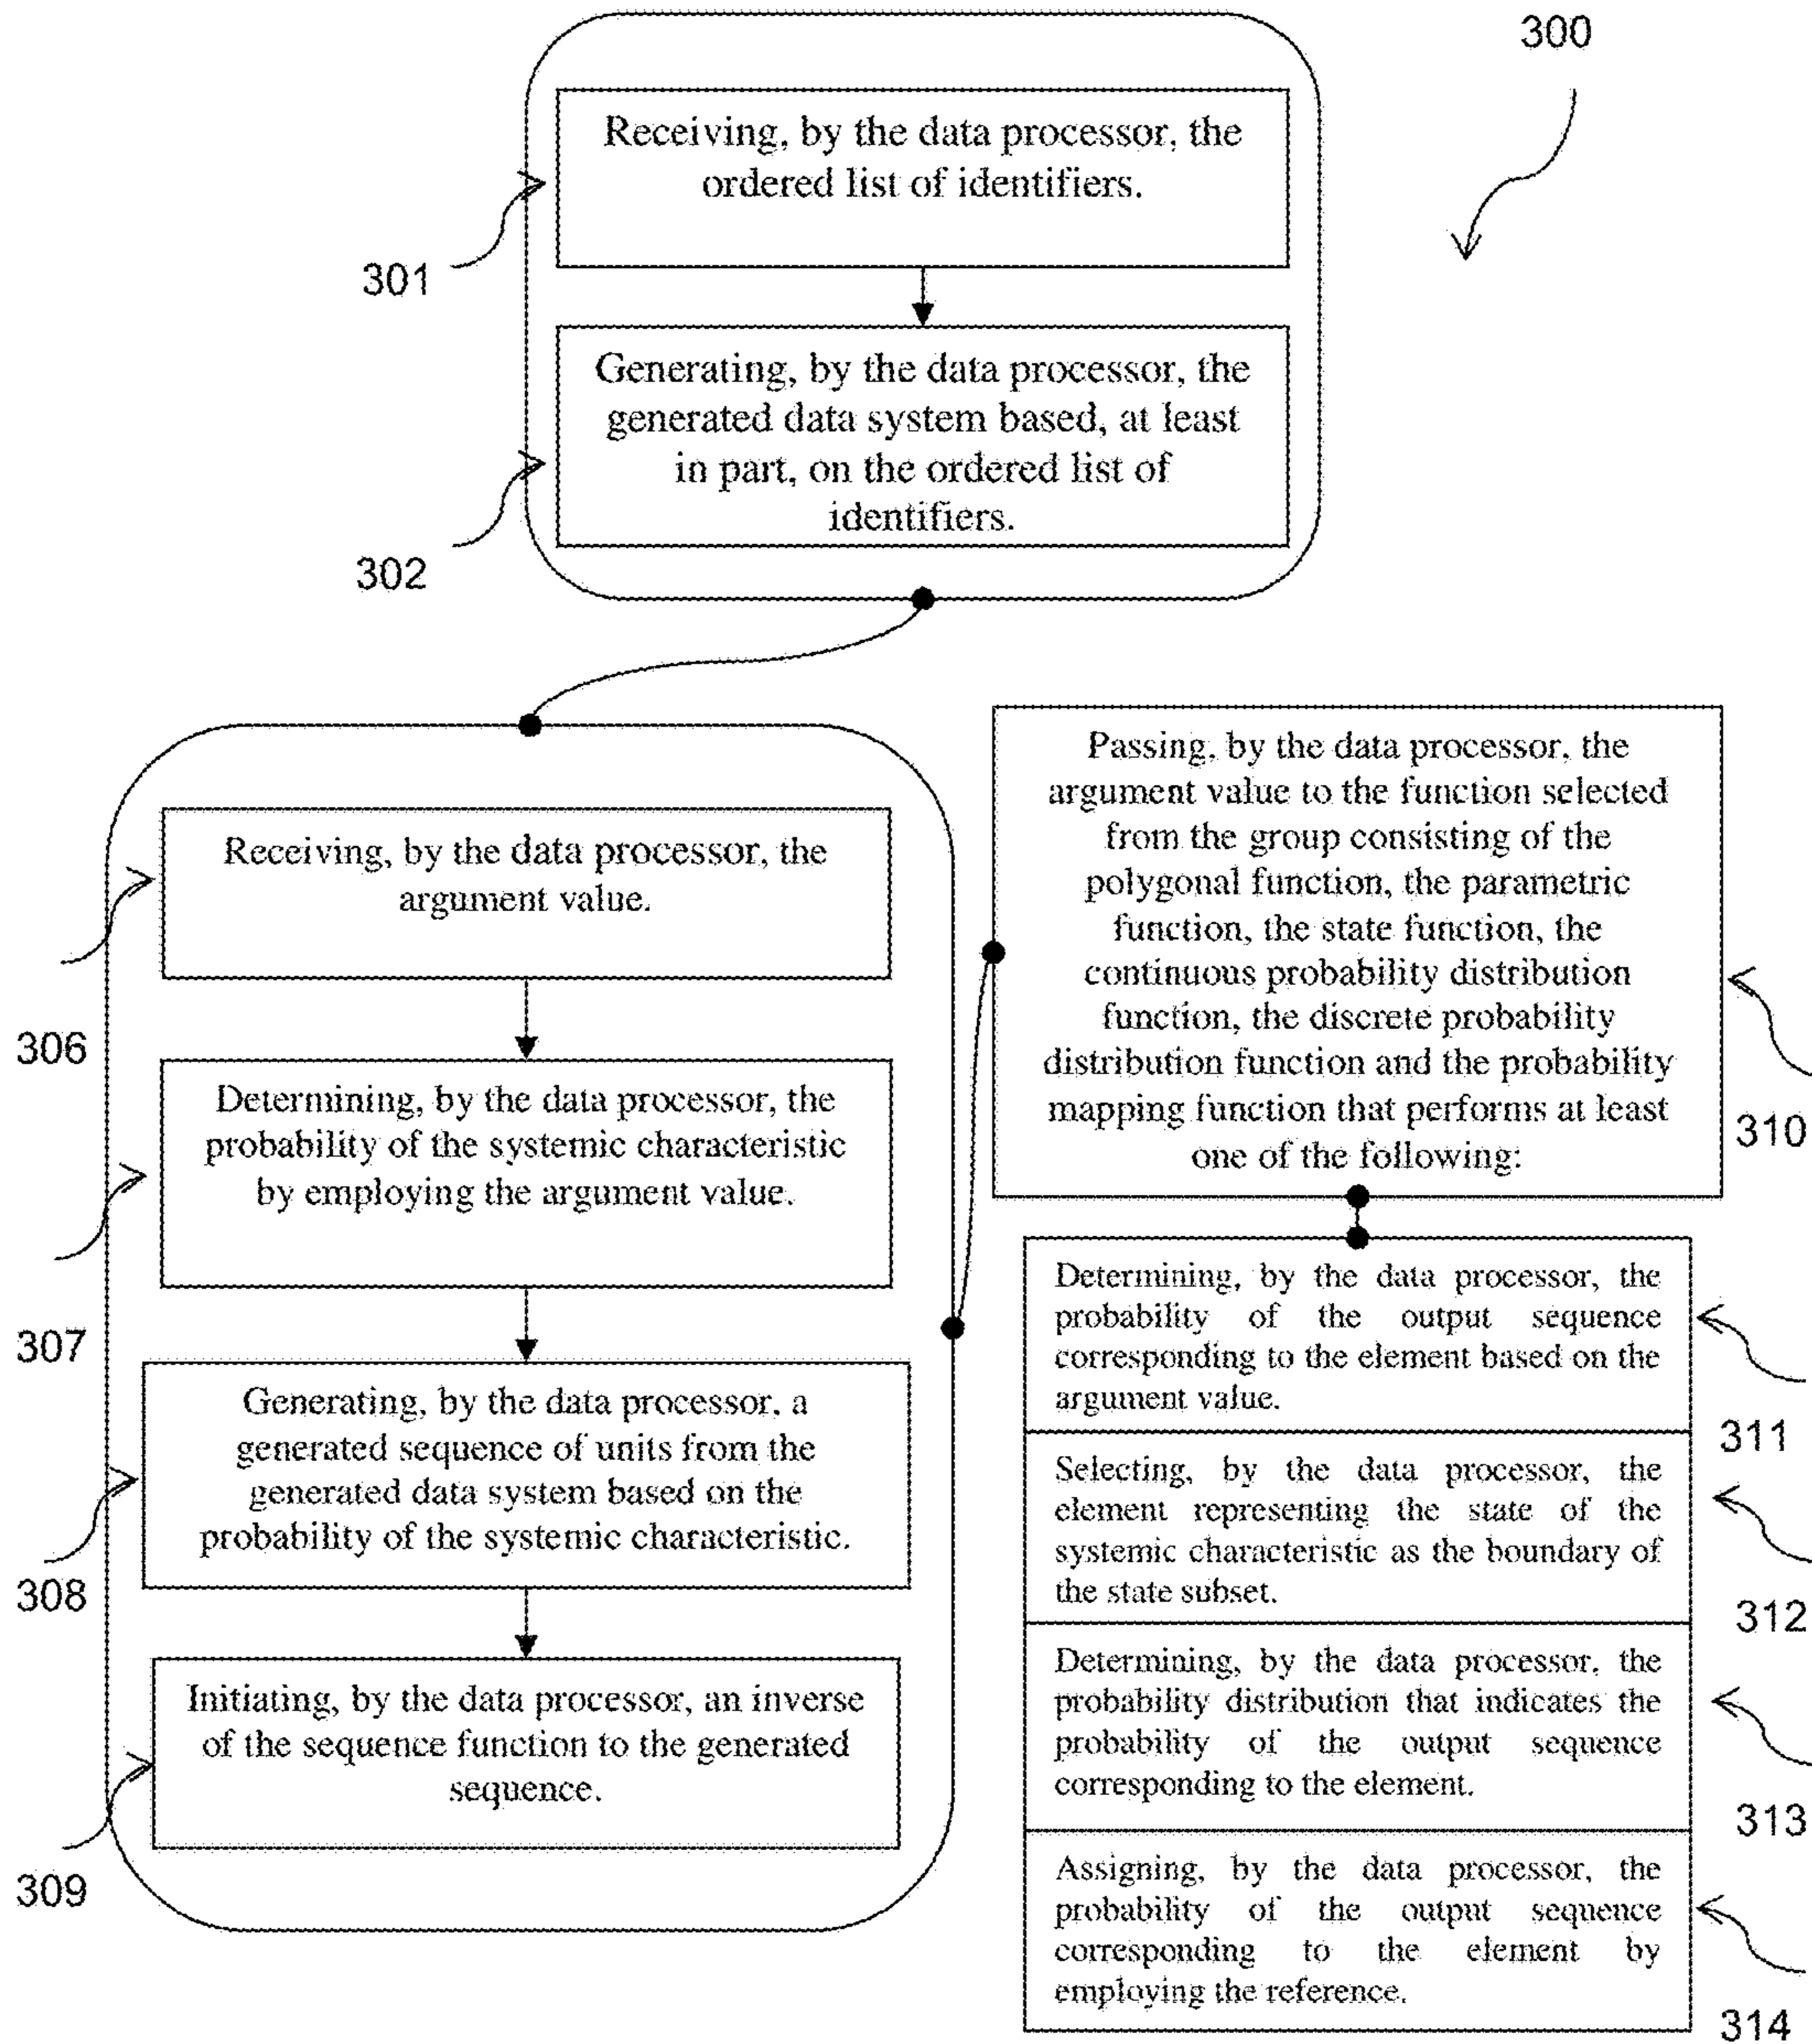 300
Receiving, by the data processor, the
ordered list of identifiers.
301
Generating, by the data processor, the
generated data system based, at least
in part, on the ordered list of
identifiers.
302
Receiving, by the data processor, the
argument value.
306
Determining, by the data processor, the
probability of the systemic characteristic
by employing the argument value.
307
Generating, by the data processor, a
generated sequence of units from the
generated data system based on the
probability of the systemic characteristic.
308
Initiating, by the data processor, an inverse
of the sequence function to the generated
sequence.
309
Passing, by the data processor, the
argument value to the function selected
from the group consisting of the
polygonal function, the parametric
function, the state function, the
continuous probability distribution
function, the discrete probability
distribution function and the probability
mapping function that performs at least
one of the following:
310
Determining, by the data processor, the
probability of the output sequence
corresponding to the element based on the
argument value.
311
Selecting, by the data processor, the
element representing the state of the
systemic characteristic as the boundary of
the state subset.
312
Determining, by the data processor, the
probability distribution that indicates the
probability of the output sequence
corresponding to the element.
313
Assigning, by the data processor, the
probability of the output sequence
corresponding to the element by
employing the reference.
314